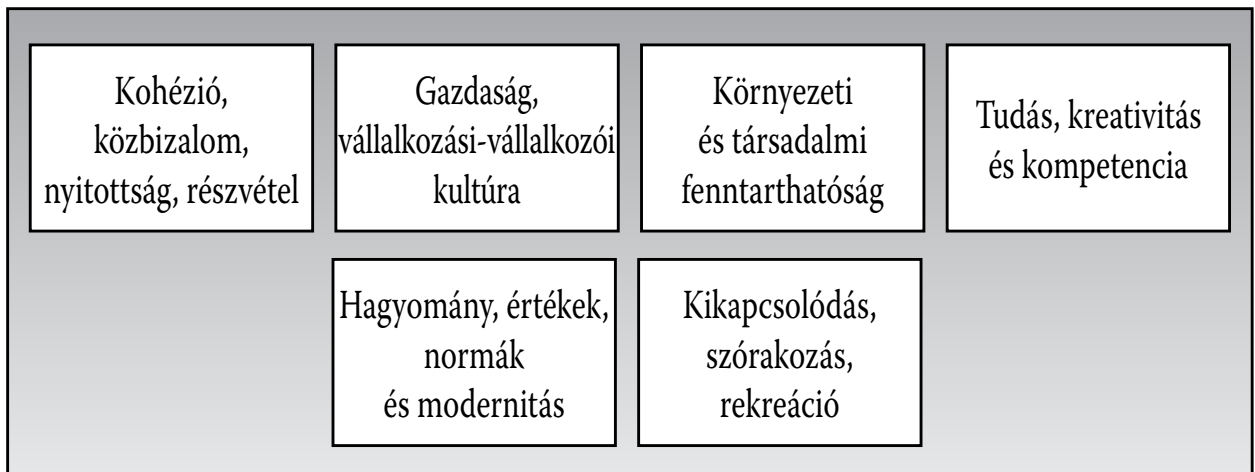 Kohézió,
közbizalom,
nyitottság, részvétel
Gazdaság,
vállalkozási-vállalkozói
kultúra
Környezeti
és társadalmi
fenntarthatóság
Tudás, kreativitás
és kompetencia
Hagyomány, értékek,
normák
és modernitás
Kikapcsolódás,
szórakozás,
rekreáció